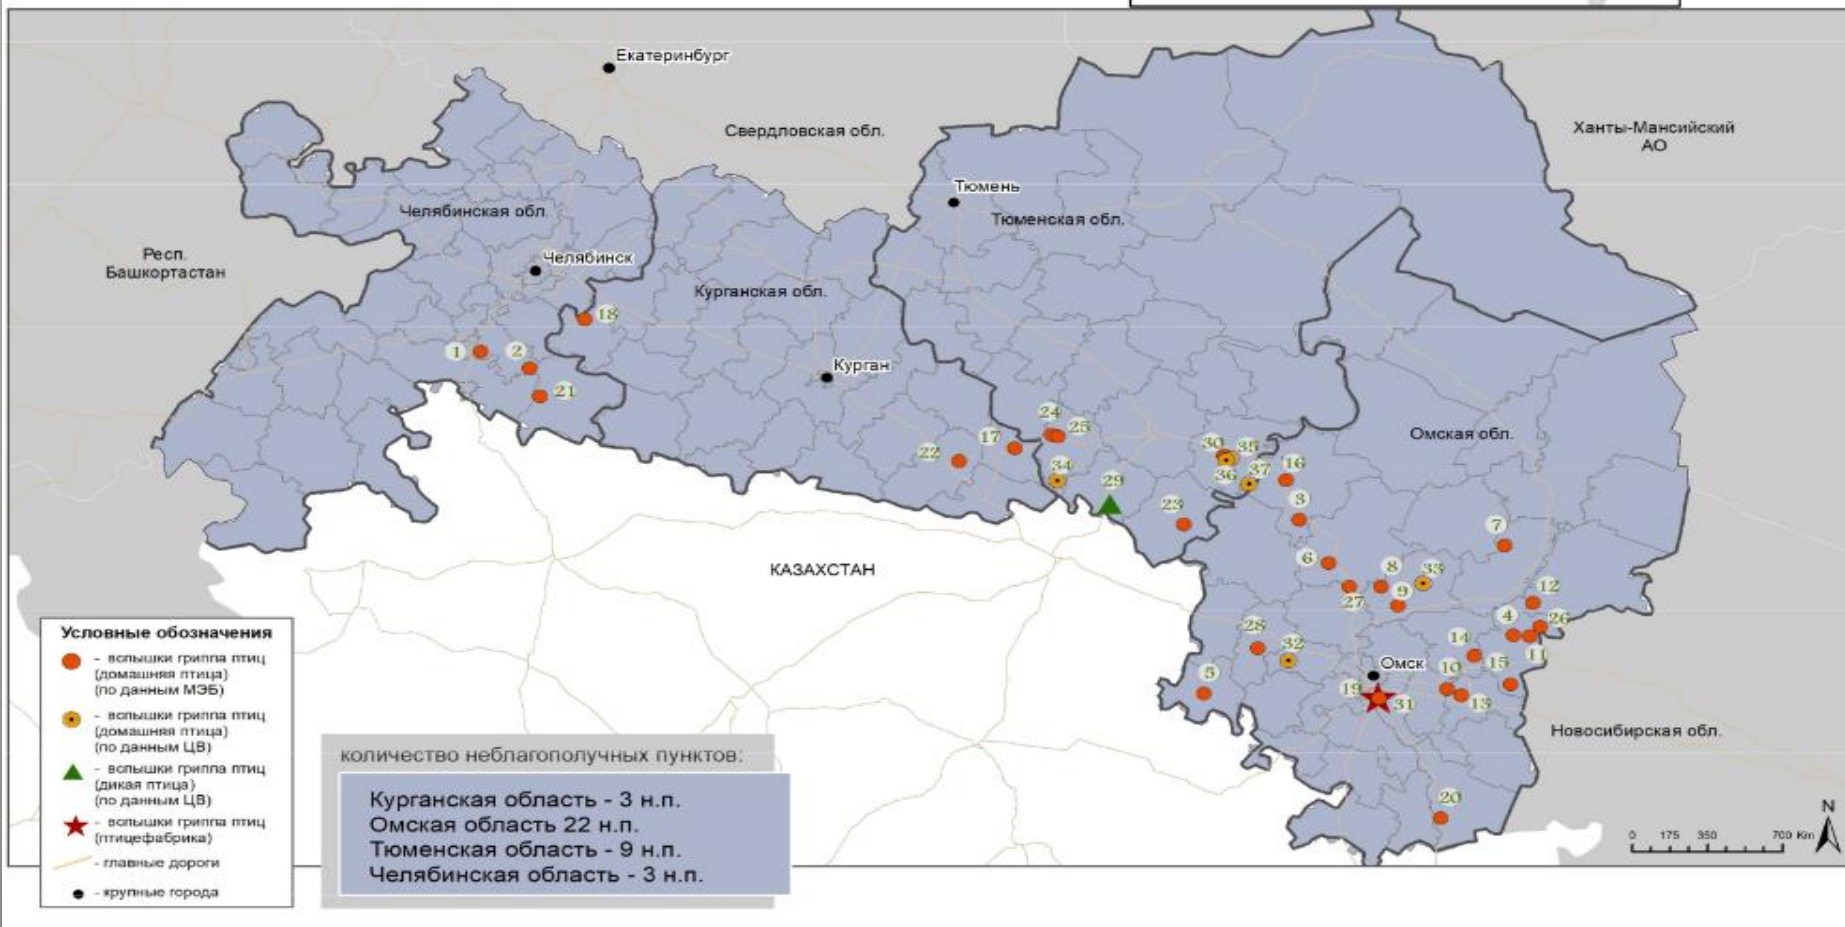 Екатеринбург
Свердловская обл.
Ханты-Мансийский
АО
Тюмень
Тюменская обл.
Челябинская обл.
Респ.
Башкортастан
Челябинск
Курганская обл.
18
1
2
Курган
21
24
25
17
22
Омская обл.
30
35
34
36
37
16
29
3
23
7
6
8
33
КАЗАХСТАН
27
9
12
4
26
28
14
11
32
Омск
10
15
5
19
31
13
Новосибирская обл.
20
Условные обозначения
- вспышки гриппа птиц
(домашняя птица)
(по данным МЭБ)
- вспышки гриппа птиц
(домашняя птица)
(по данным ЦВ)
- вспышки гриппа птиц
(дикая птица)
(по данным ЦВ)
- вспышки гриппа птиц
(птицефабрика)
- главные дороги
- крупные города
количество неблагополучных пунктов:
Курганская область - 3 н.п.
Омская область 22 н.п.
Тюменская область - 9 н.п.
Челябинская область - 3 н.п.
N
0 175 350 700 Km